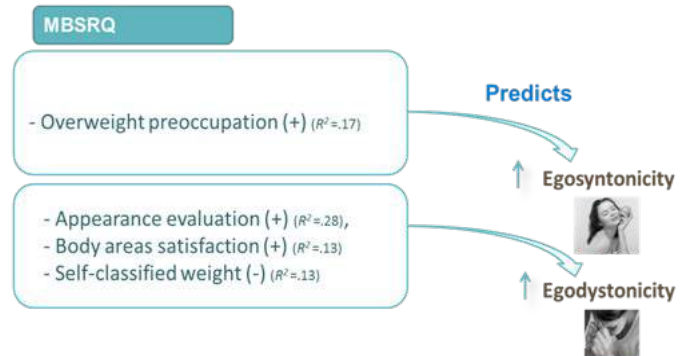 MBSRQ
- Overweight preoccupation (+) (R²=.17)
Predicts
↑ Egosyntonicity
- Appearance evaluation (+) (R²=.28),
- Body areas satisfaction (+) (R²=.13)
- Self-classified weight (-) (R²=.13)
↑ Egodystonicity